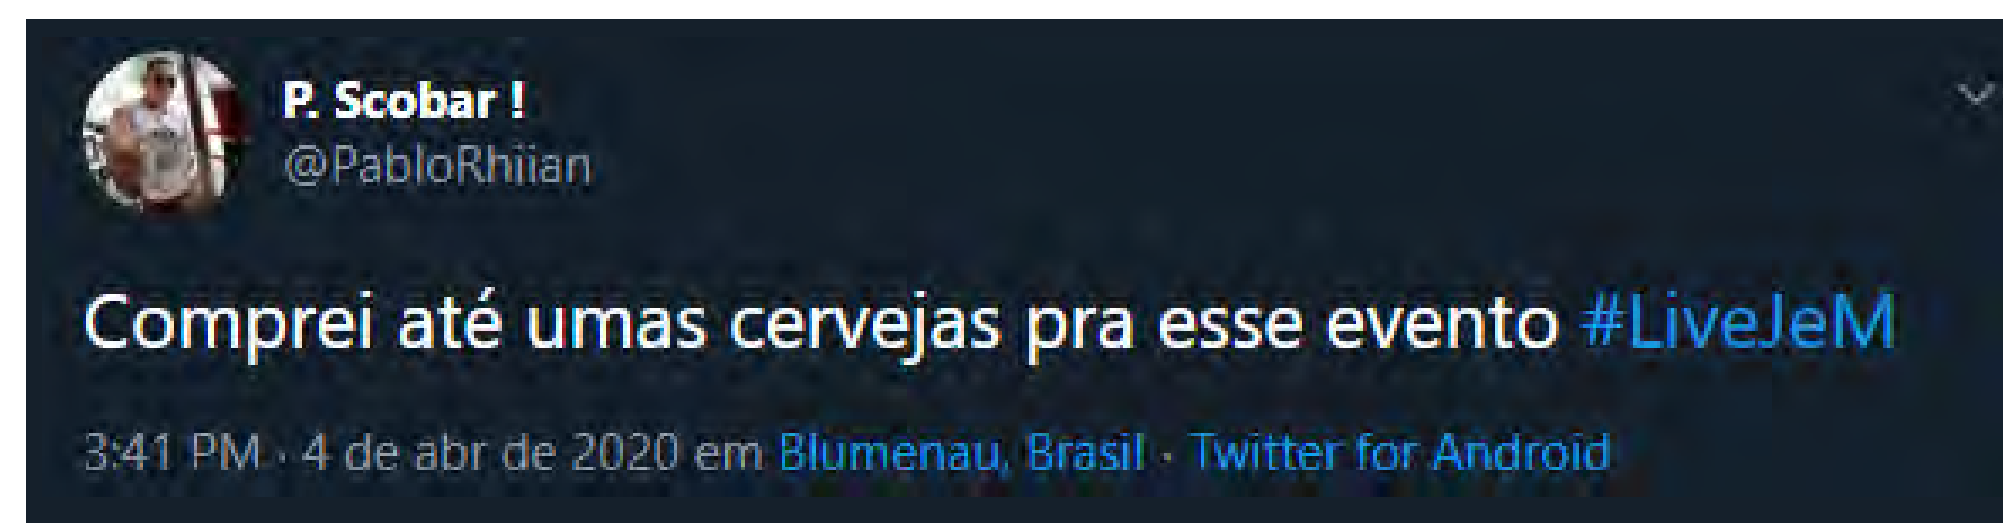 P. Scobar !
@PabloRhiian
Comprei até umas cervejas pra esse evento #LiveJeM
3:41 PM · 4 de abr de 2020 em Blumenau, Brasil · Twitter for Android